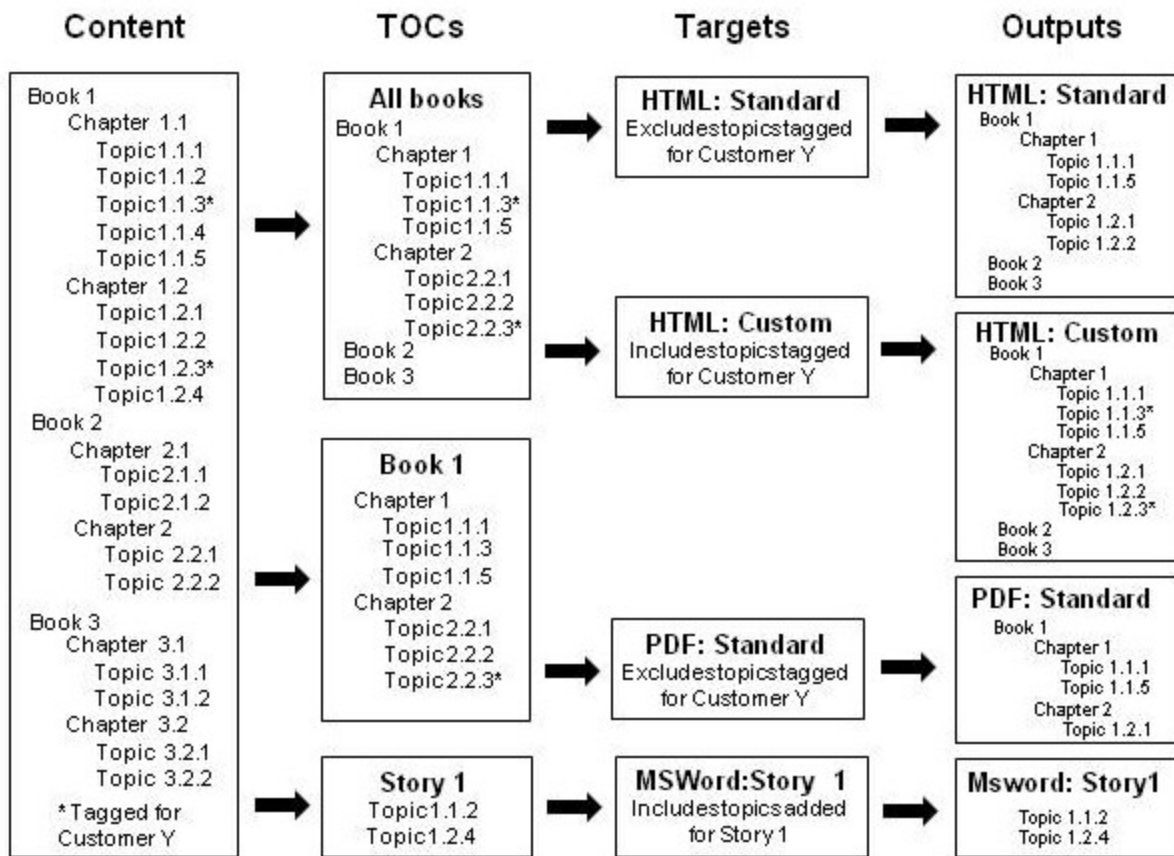 Content
TOCs
Targets
Outputs
Book 1
Chapter 1.1
Topic1.1.1
Topic1.1.2
Topic1.1.3*
Topic1.1.4
Topic1.1.5
Chapter 1.2
Topic1.2.1
Topic1.2.2
Topic1.2.3*
Topic1.2.4
Book 2
Chapter 2.1
Topic2.1.1
Topic2.1.2
Chapter 2
Topic 2.2.1
Topic 2.2.2
Book 3
Chapter 3.1
Topic 3.1.1
Topic 3.1.2
Chapter 3.2
Topic 3.2.1
Topic 3.2.2
* Tagged for
Customer Y
All books
Book 1
Chapter 1
Topic1.1.1
Topic1.1.3*
Topic1.1.5
Chapter 2
Topic2.2.1
Topic2.2.2
Topic2.2.3*
Book 2
Book 3
Book 1
Chapter 1
Topic1.1.1
Topic1.1.3
Topic1.1.5
Chapter 2
Topic2.2.1
Topic2.2.2
Topic2.2.3*
Story 1
Topic1.1.2
Topic1.2.4
HTML: Standard
Excludestopicstagged
for Customer Y
HTML: Custom
Includestopicstagged
for Customer Y
PDF: Standard
Excludestopicstagged
for Customer Y
MSWord:Story 1
Includestopicsadded
for Story 1
HTML: Standard
Book 1
Chapter 1
Topic 1.1.1
Topic 1.1.5
Chapter 2
Topic 1.2.1
Topic 1.2.2
Book 2
Book 3
HTML: Custom
Book 1
Chapter 1
Topic 1.1.1
Topic 1.1.3*
Topic 1.1.5
Chapter 2
Topic 1.2.1
Topic 1.2.2
Topic 1.2.3*
Book 2
Book 3
PDF: Standard
Book 1
Chapter 1
Topic 1.1.1
Topic 1.1.5
Chapter 2
Topic 1.2.1
Msword: Story1
Topic 1.1.2
Topic 1.2.4